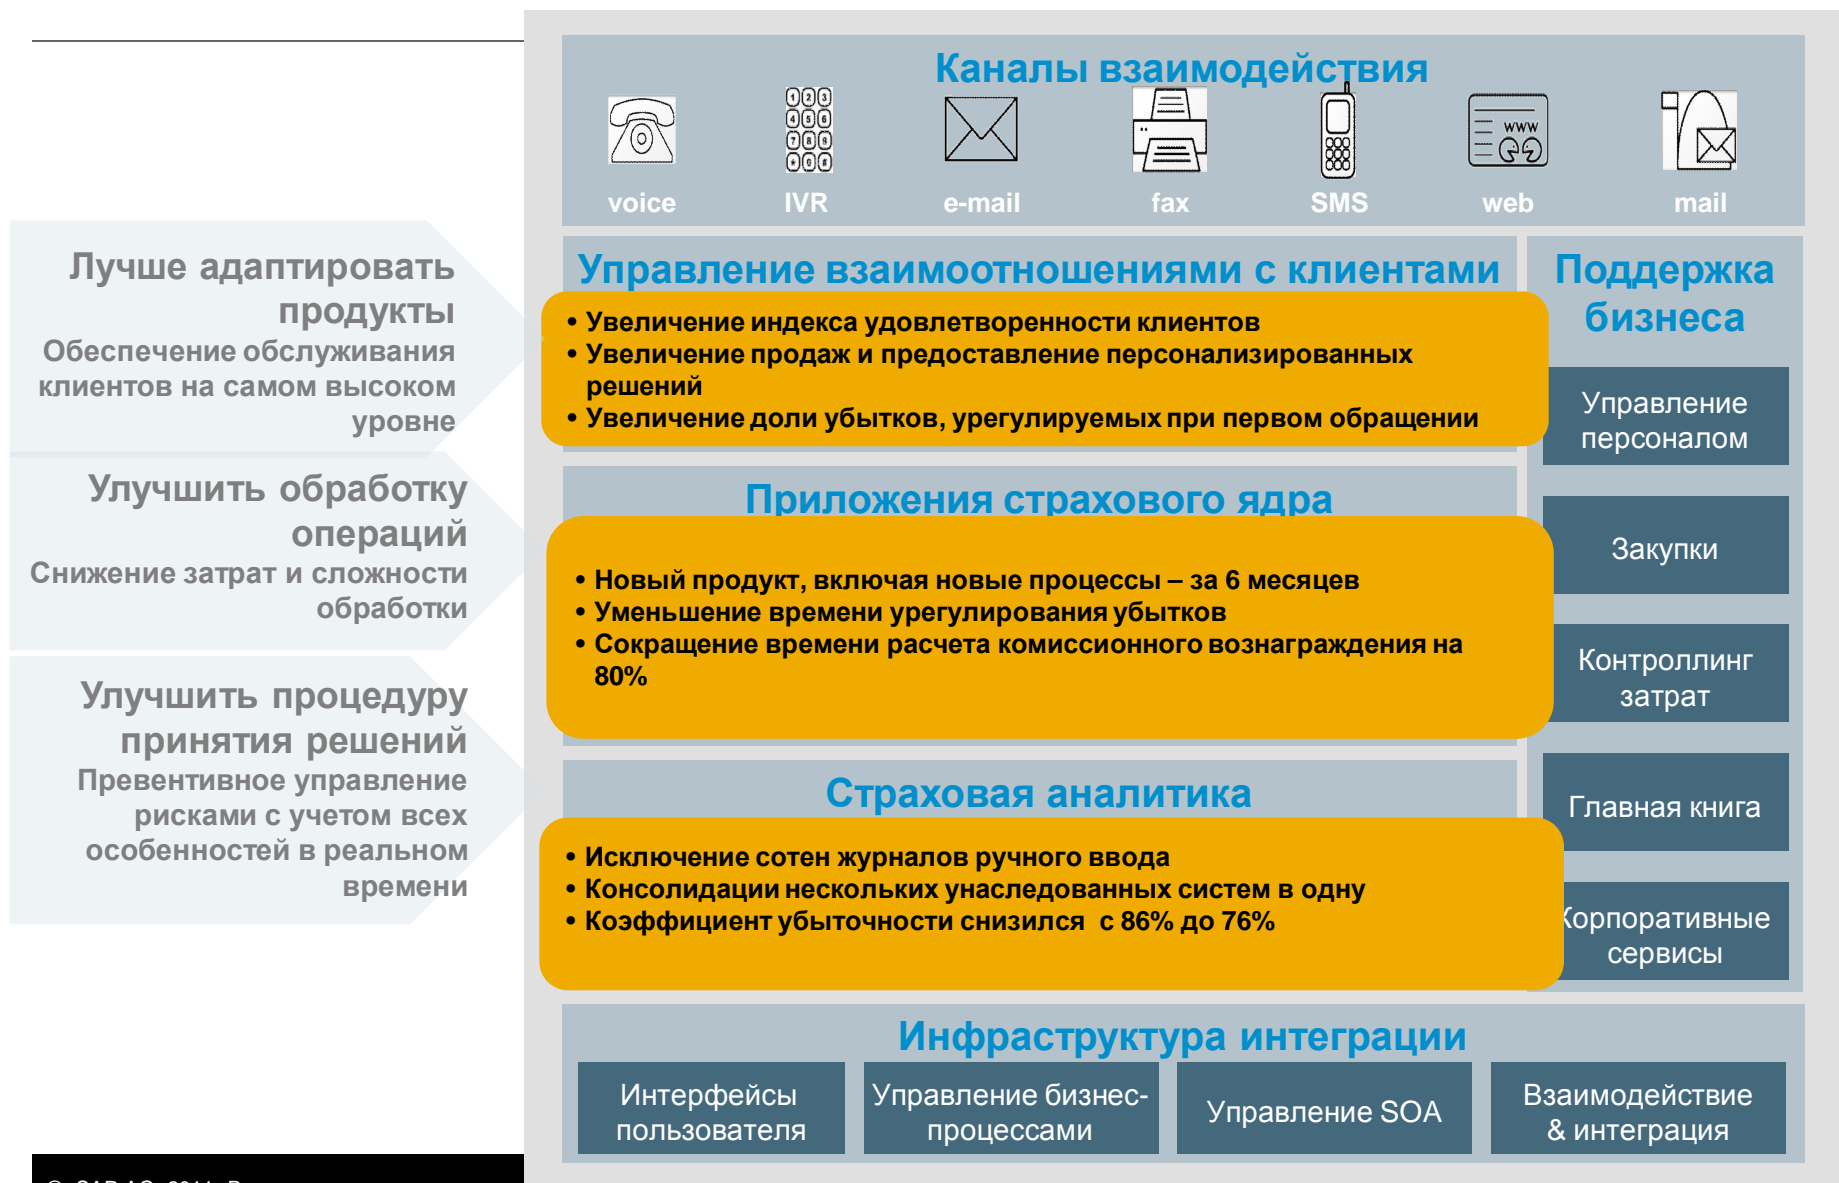 Каналы взаимодействия
voice IVR e-mail fax SMS web mail
Лучше адаптировать
продукты
Обеспечение обслуживания
клиентов на самом высоком
уровне
Улучшить обработку
операций
Снижение затрат и сложности
обработки
Улучшить процедуру
принятия решений
Превентивное управление
рисками с учетом всех
особенностей в реальном
времени
Управление взаимоотношениями с клиентами
• Увеличение индекса удовлетворенности клиентов
• Увеличение продаж и предоставление персонализированных
решений
• Увеличение доли убытков, урегулируемых при первом обращении
Приложения страхового ядра
• Новый продукт, включая новые процессы – за 6 месяцев
• Уменьшение времени урегулирования убытков
• Сокращение времени расчета комиссионного вознаграждения на
80%
Страховая аналитика
• Исключение сотен журналов ручного ввода
• Консолидации нескольких унаследованных систем в одну
• Коэффициент убыточности снизился с 86% до 76%
Поддержка
бизнеса
Управление
персоналом
Закупки
Контроллинг
затрат
Главная книга
Корпоративные
сервисы
Инфраструктура интеграции
Интерфейсы
пользователя
Управление бизнес-
процессами
Управление SOA
Взаимодействие
& интеграция